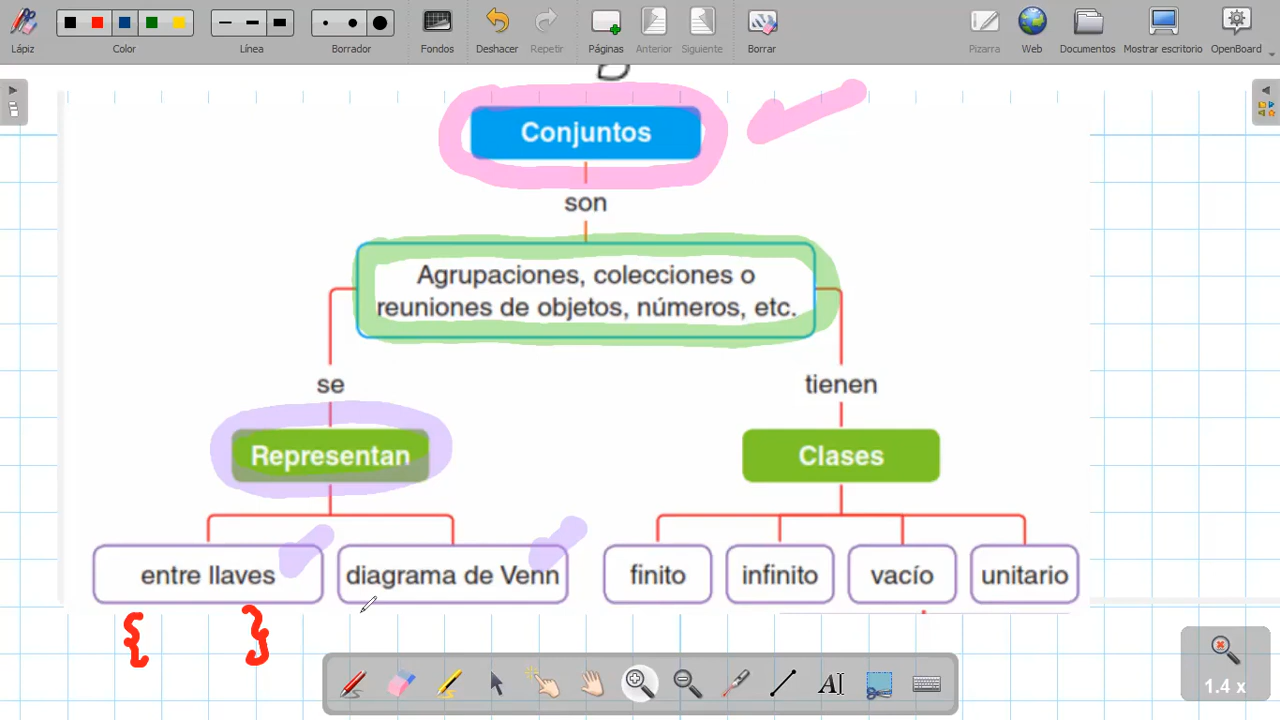 Lápiz
Color
Línea
Borrador
Fondos
Deshacer
Repetir
Páginas
Anterior
Siguiente
Borrar
Pizarra
Web
Documentos
Mostrar escritorio
OpenBoard
Conjuntos
son
Agrupaciones, colecciones o
reuniones de objetos, números, etc.
se
tienen
Representan
Clases
entre llaves
diagrama de Venn
finito
infinito
vacío
unitario
{ }
1.4 x